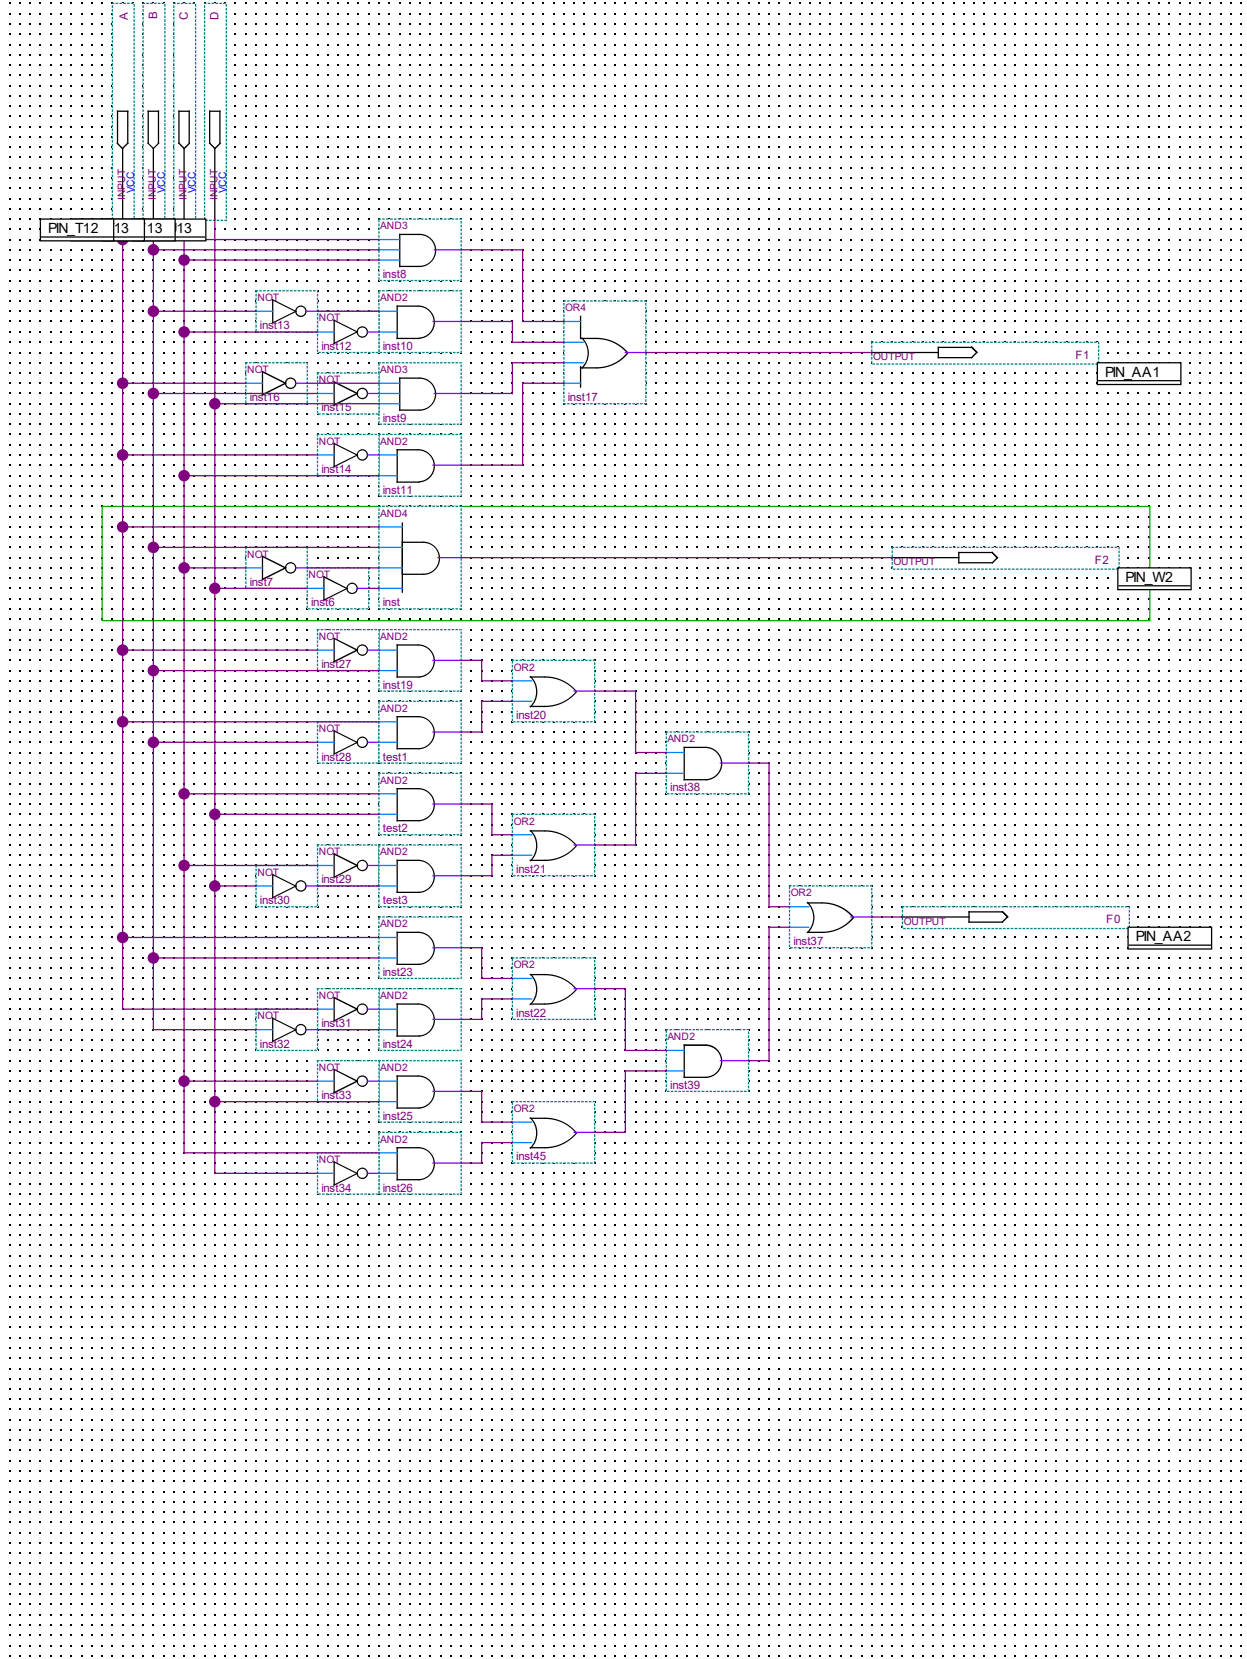 A
B
C
D
INPUT
VCC
INPUT
VCC
INPUT
VCC
INPUT
VCC
PIN_T12
13
13
13
AND3
inst8
NOT
inst13
NOT
inst12
AND2
inst10
OR4
inst17
OUTPUT
F1
PIN_AA1
NOT
inst16
NOT
inst15
AND3
inst9
NOT
inst14
AND2
inst11
AND4
inst
NOT
inst7
NOT
inst6
OUTPUT
F2
PIN_W2
NOT
inst27
AND2
inst19
OR2
inst20
NOT
inst28
AND2
test1
AND2
inst38
AND2
test2
OR2
inst21
NOT
inst29
NOT
inst30
AND2
test3
OR2
inst37
OUTPUT
F0
PIN_AA2
AND2
inst23
OR2
inst22
NOT
inst31
NOT
inst32
AND2
inst24
AND2
inst39
NOT
inst33
AND2
inst25
OR2
inst45
NOT
inst34
AND2
inst26